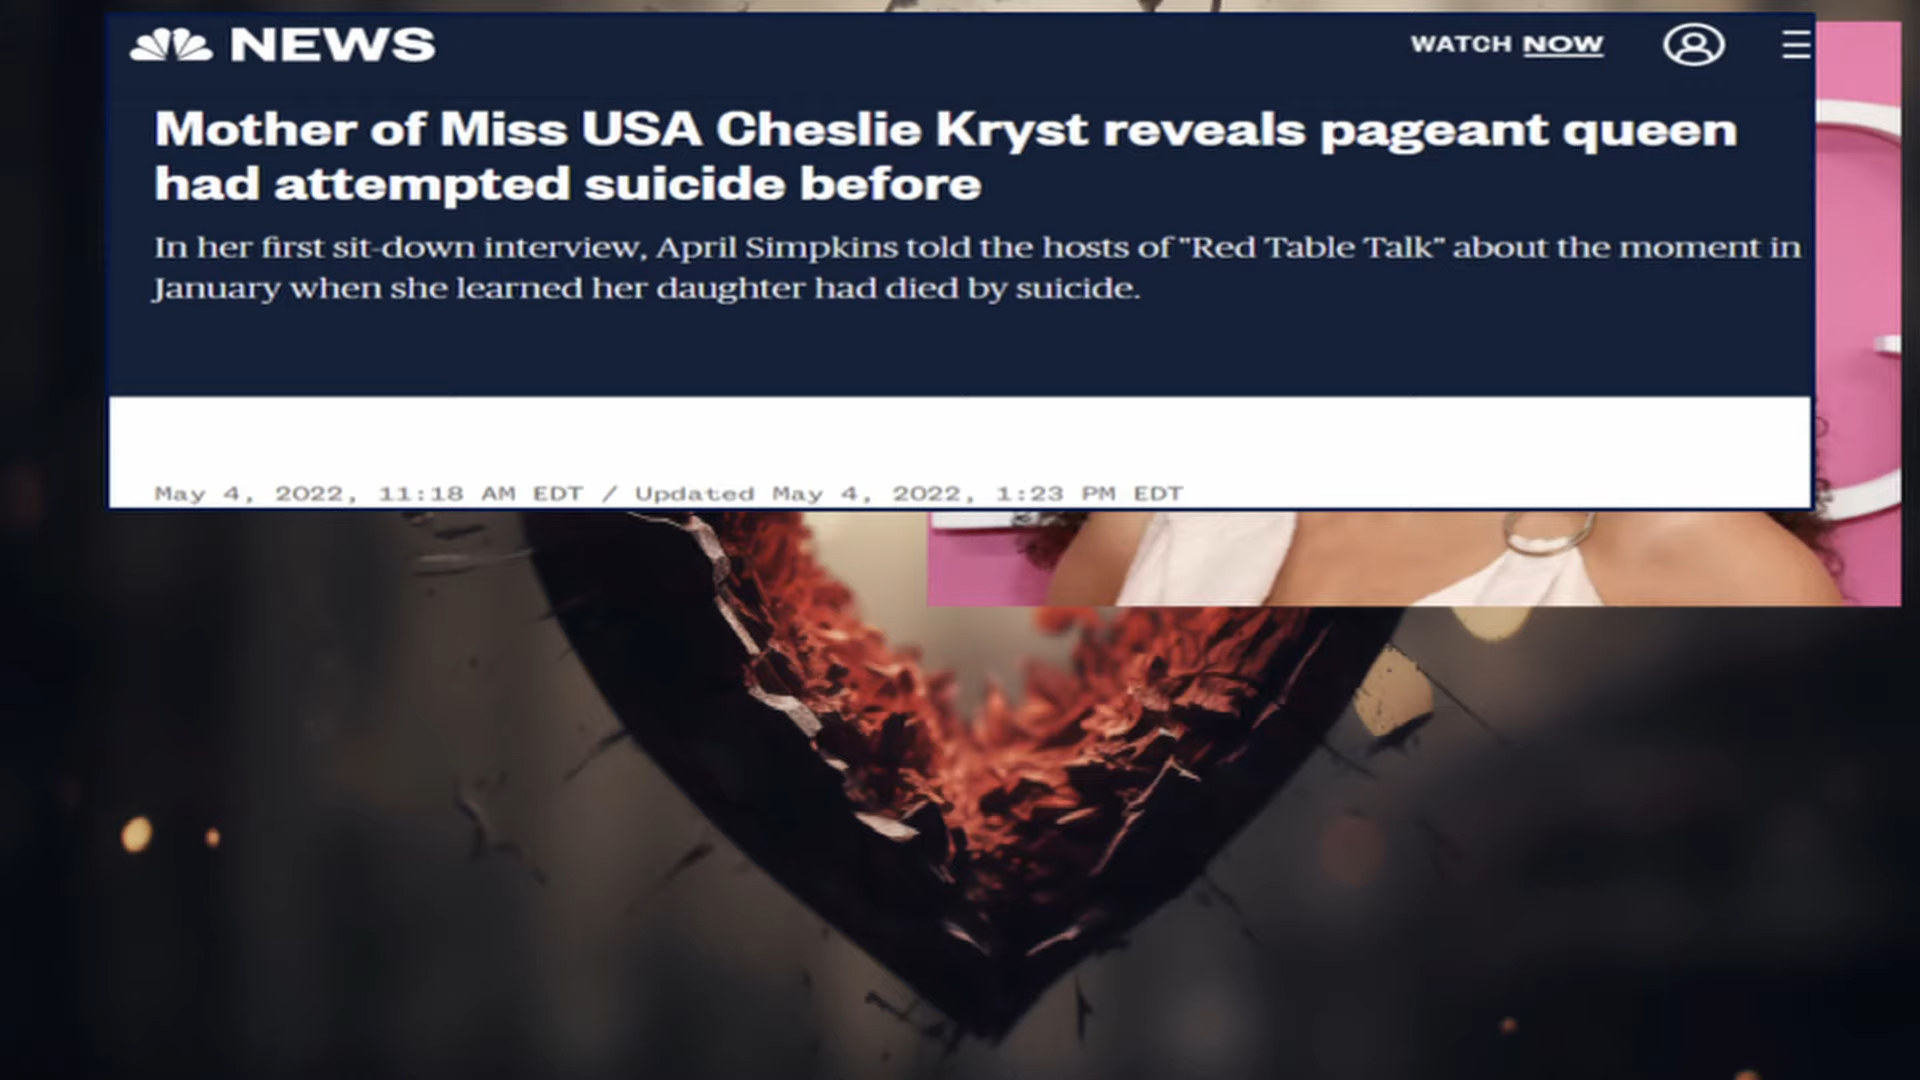 NEWS
WATCH NOW
Mother of Miss USA Cheslie Kryst reveals pageant queen
had attempted suicide before
In her first sit-down interview, April Simpkins told the hosts of "Red Table Talk" about the moment in
January when she learned her daughter had died by suicide.
May 4, 2022, 11:18 AM EDT / Updated May 4, 2022, 1:23 PM EDT